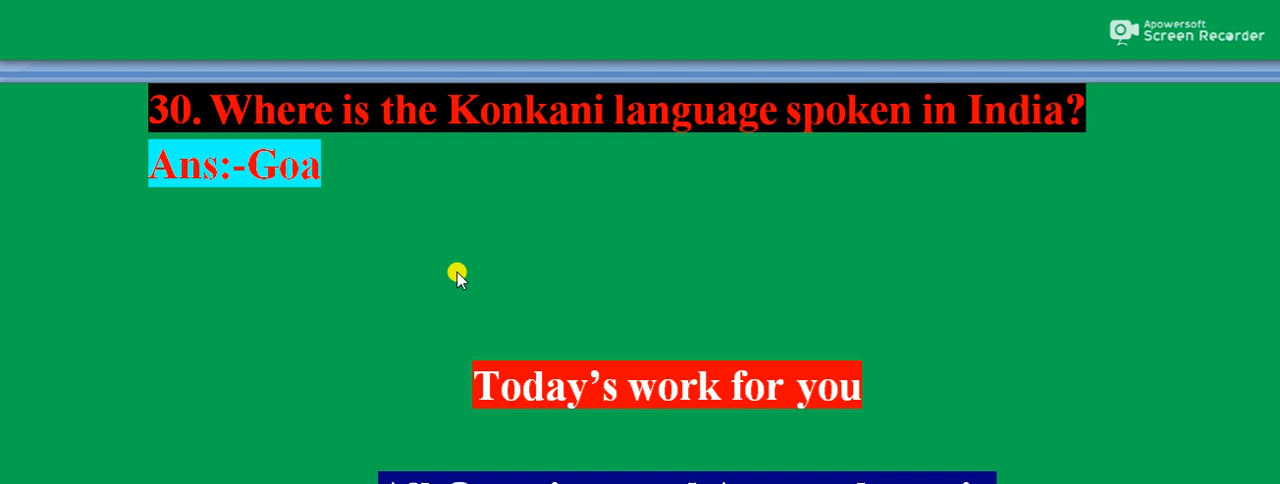 Apowersoft
Screen Recorder
30. Where is the Konkani language spoken in India?
Ans:-Goa
Today’s work for you